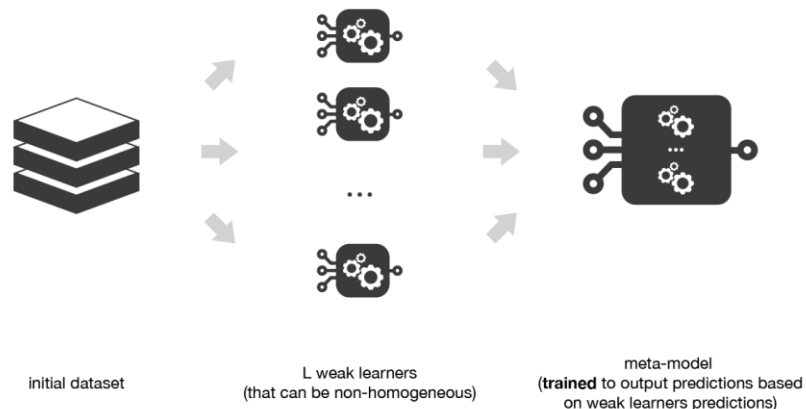 ...
...
initial dataset
L weak learners
(that can be non-homogeneous)
meta-model
(trained to output predictions based
on weak learners predictions)